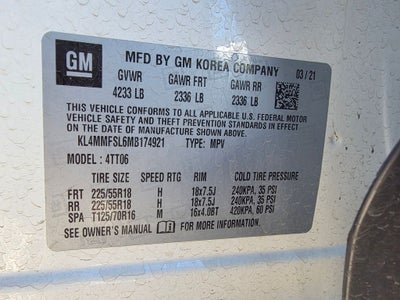 GM MFD BY GM KOREA COMPANY 03/21
GVWR GAWR FRT GAWR RR
4233 LB 2336 LB 2336 LB
THIS VEHICLE CONFORMS TO ALL APPLICABLE U.S. FEDERAL MOTOR
VEHICLE SAFETY AND THEFT PREVENTION STANDARDS IN EFFECT ON
THE DATE OF MANUFACTURE SHOWN ABOVE.
KL4MMFSL6MB174921 TYPE: MPV
MODEL: 4TT06
TIRE SIZE SPEED RTG RIM COLD TIRE PRESSURE
FRT 225/55R18 H 18x7.5J 240KPA, 35 PSI
RR 225/55R18 H 18x7.5J 240KPA, 35 PSI
SPA T125/70R16 M 16x4.0BT 420KPA, 60 PSI
SEE OWNER'S MANUAL FOR MORE INFORMATION.